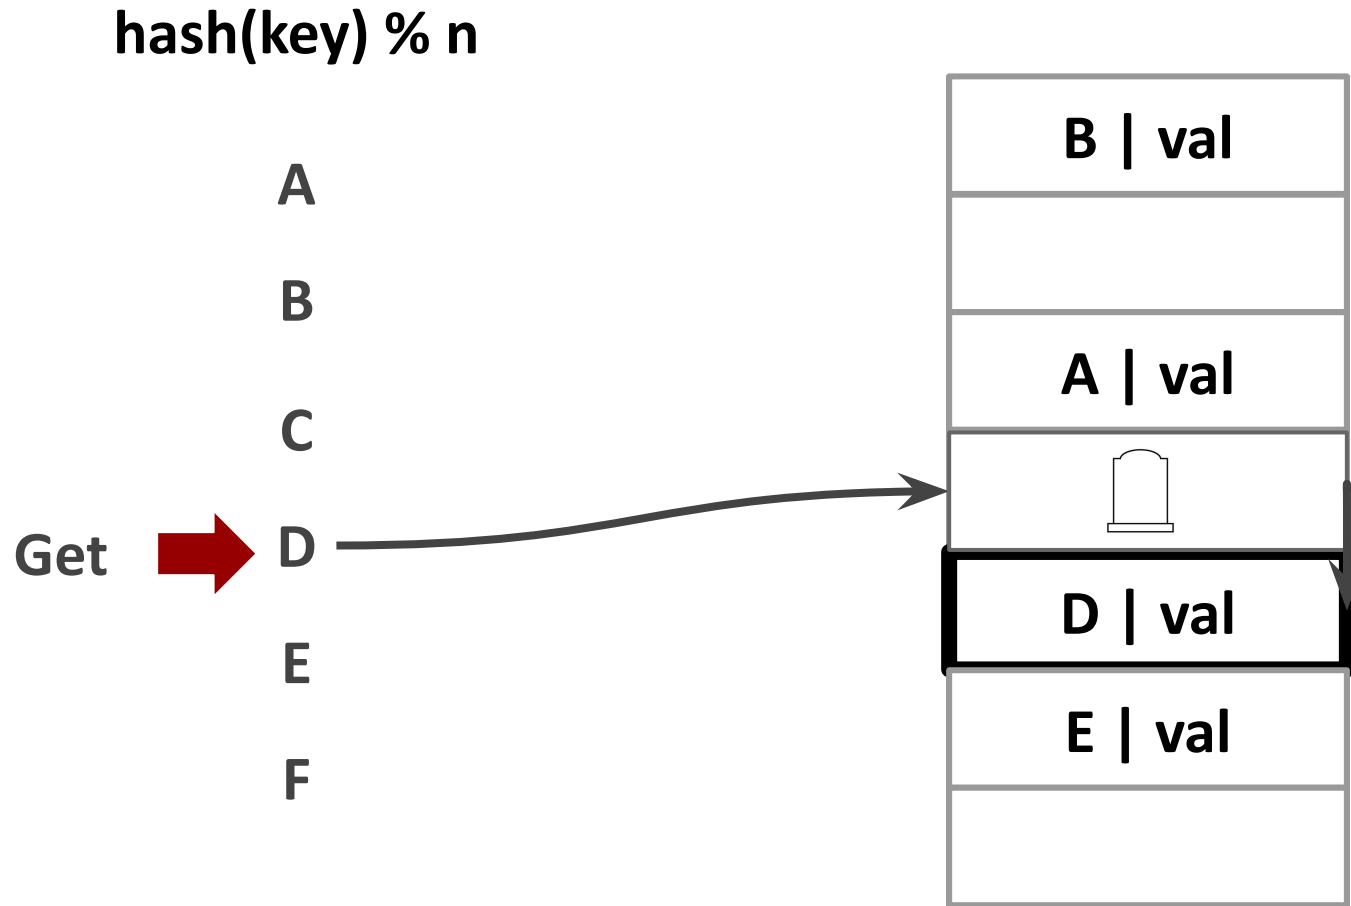 hash(key) % n
A
B
C
Get
D
E
F
B | val
A | val
D | val
E | val